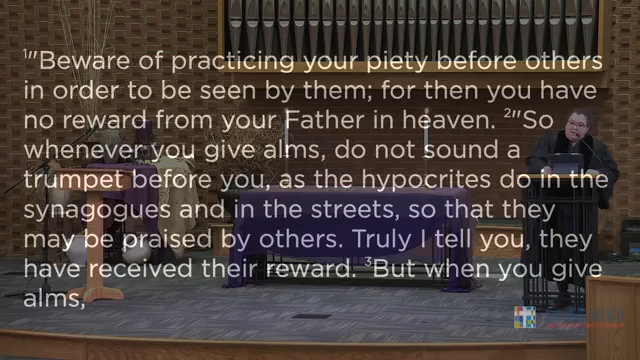 ¹"Beware of practicing your piety before others
in order to be seen by them; for then you have
no reward from your Father in heaven. ²"So
whenever you give alms, do not sound a
trumpet before you, as the hypocrites do in the
synagogues and in the streets, so that they
may be praised by others. Truly I tell you, they
have received their reward. ³But when you give
alms,